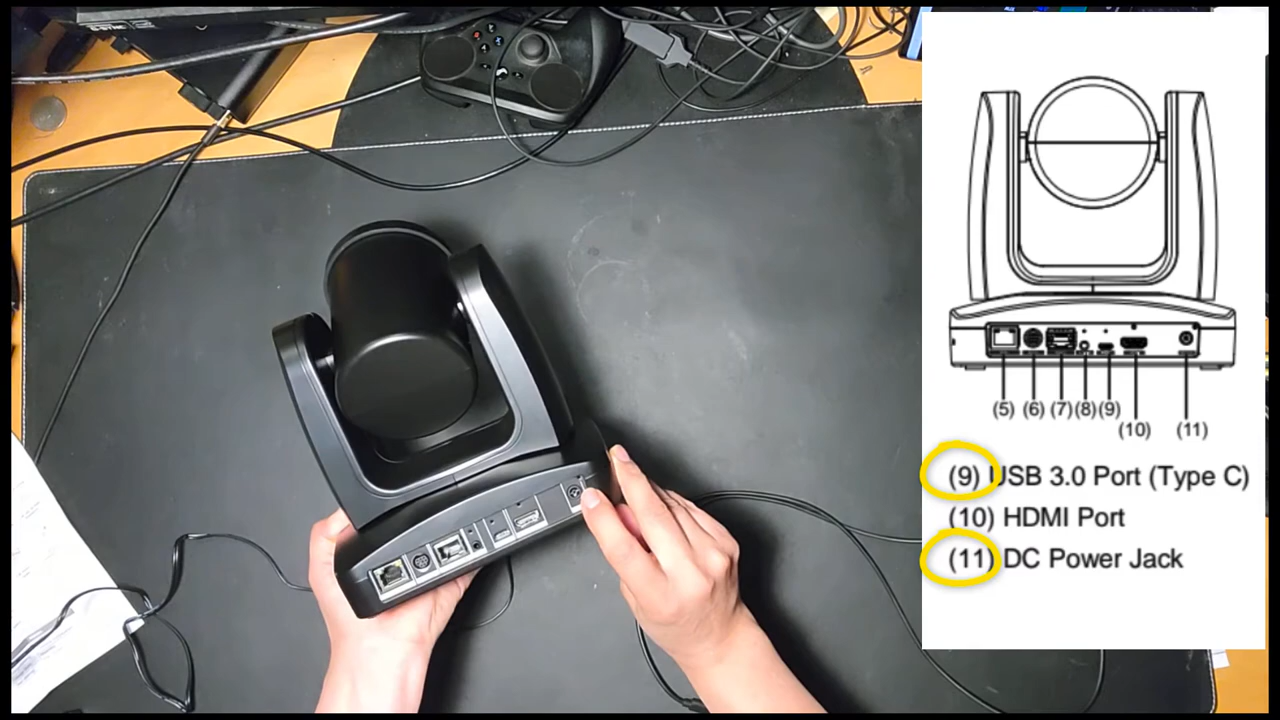 (5) (6) (7) (8) (9)
(10) (11)
(9) USB 3.0 Port (Type C)
(10) HDMI Port
(11) DC Power Jack